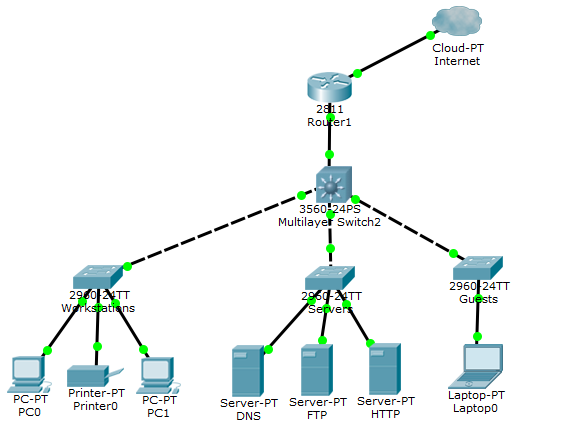 Cloud-PT
Internet
2811
Router1
3560-24PS
Multilayer Switch2
2960-24TT
Workstations
2960-24TT
Servers
2960-24TT
Guests
PC-PT
PC0
Printer-PT
Printer0
PC-PT
PC1
Server-PT
DNS
Server-PT
FTP
Server-PT
HTTP
Laptop-PT
Laptop0